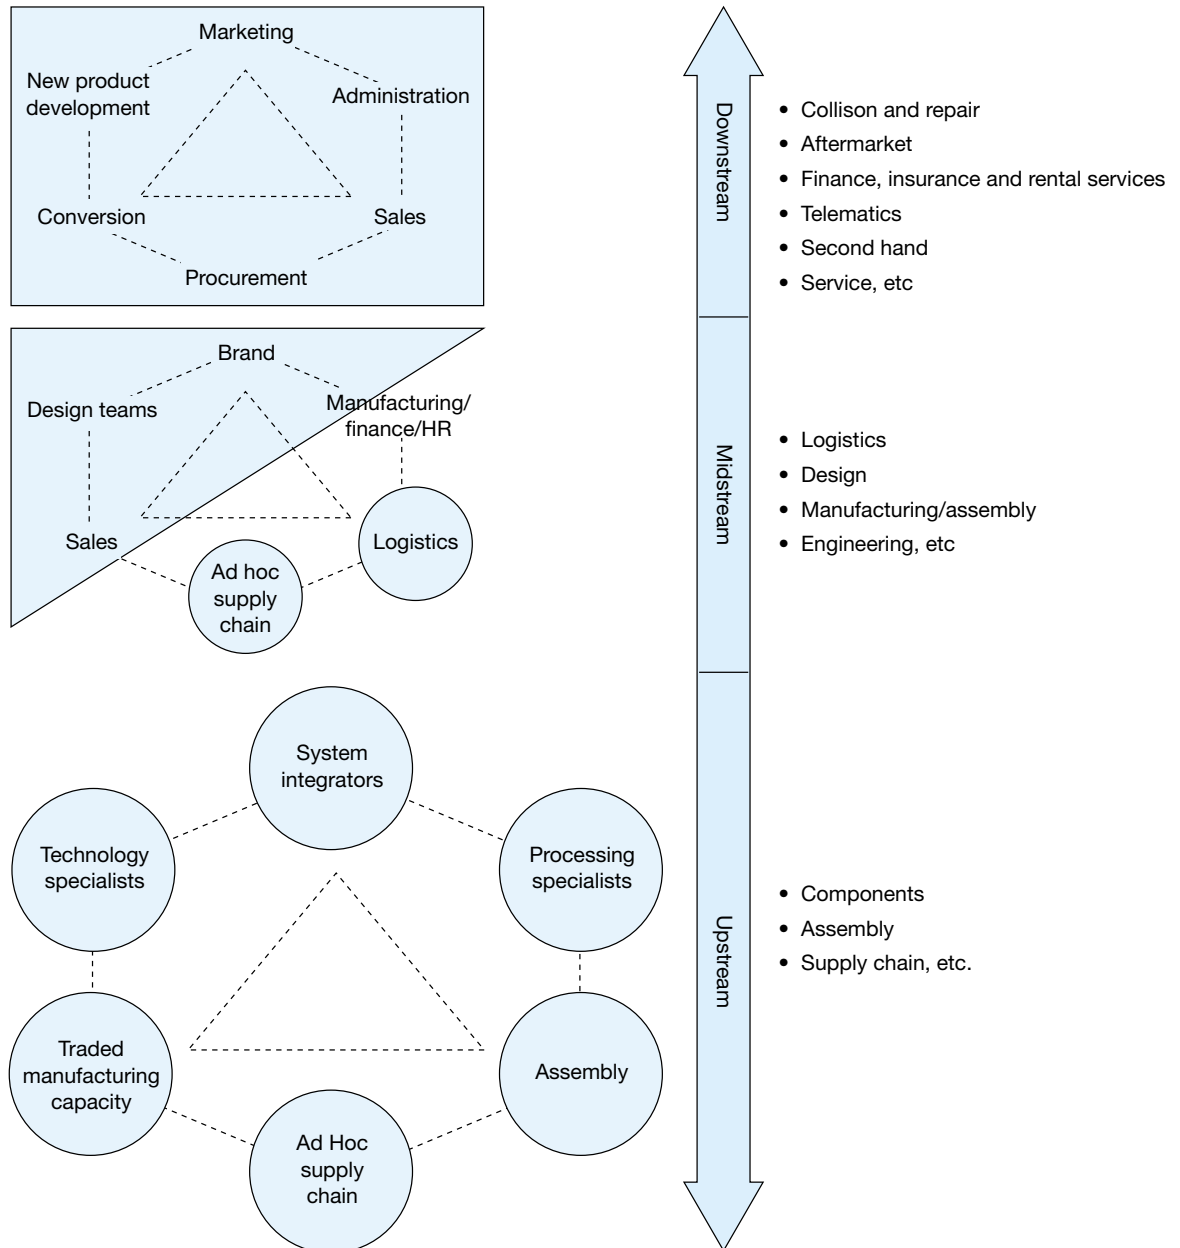 Marketing
New product
development
Administration
Conversion
Sales
Procurement
Downstream
• Collison and repair
• Aftermarket
• Finance, insurance and rental services
• Telematics
• Second hand
• Service, etc
Brand
Design teams
Manufacturing/
finance/HR
Sales
Ad hoc
supply
chain
Logistics
Midstream
• Logistics
• Design
• Manufacturing/assembly
• Engineering, etc
System
integrators
Technology
specialists
Processing
specialists
Traded
manufacturing
capacity
Assembly
Ad Hoc
supply
chain
Upstream
• Components
• Assembly
• Supply chain, etc.